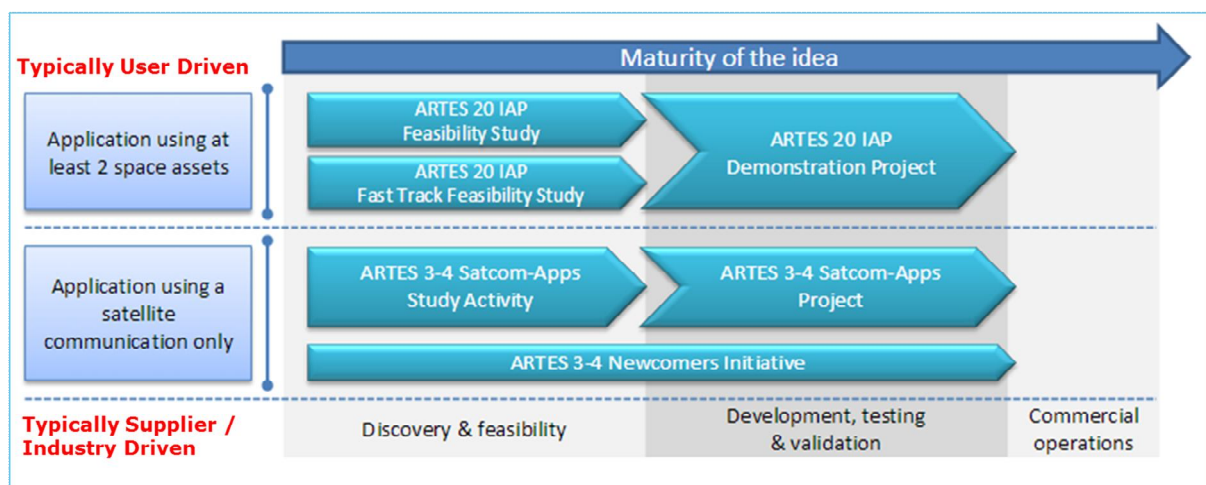 Maturity of the idea
Typically User Driven
Application using at
least 2 space assets
ARTES 20 IAP
Feasibility Study
ARTES 20 IAP
Fast Track Feasibility Study
ARTES 20 IAP
Demonstration Project
Application using a
satellite
communication only
ARTES 3-4 Satcom-Apps
Study Activity
ARTES 3-4 Satcom-Apps
Project
ARTES 3-4 Newcomers Initiative
Typically Supplier /
Industry Driven
Discovery & feasibility
Development, testing
& validation
Commercial
operations